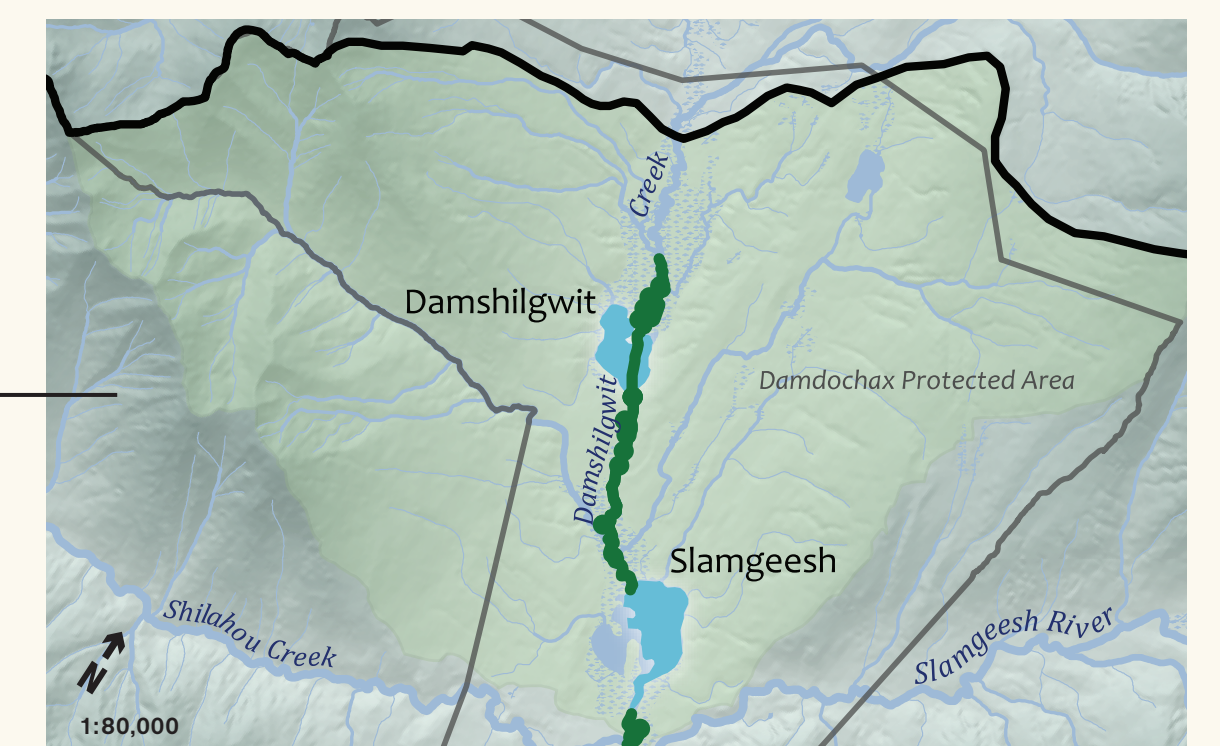 Creek
Damshilgwit
Damshilgwit
Damdochax Protected Area
Slamgeesh
Shilahou Creek
Slamgeesh River
N
1:80,000